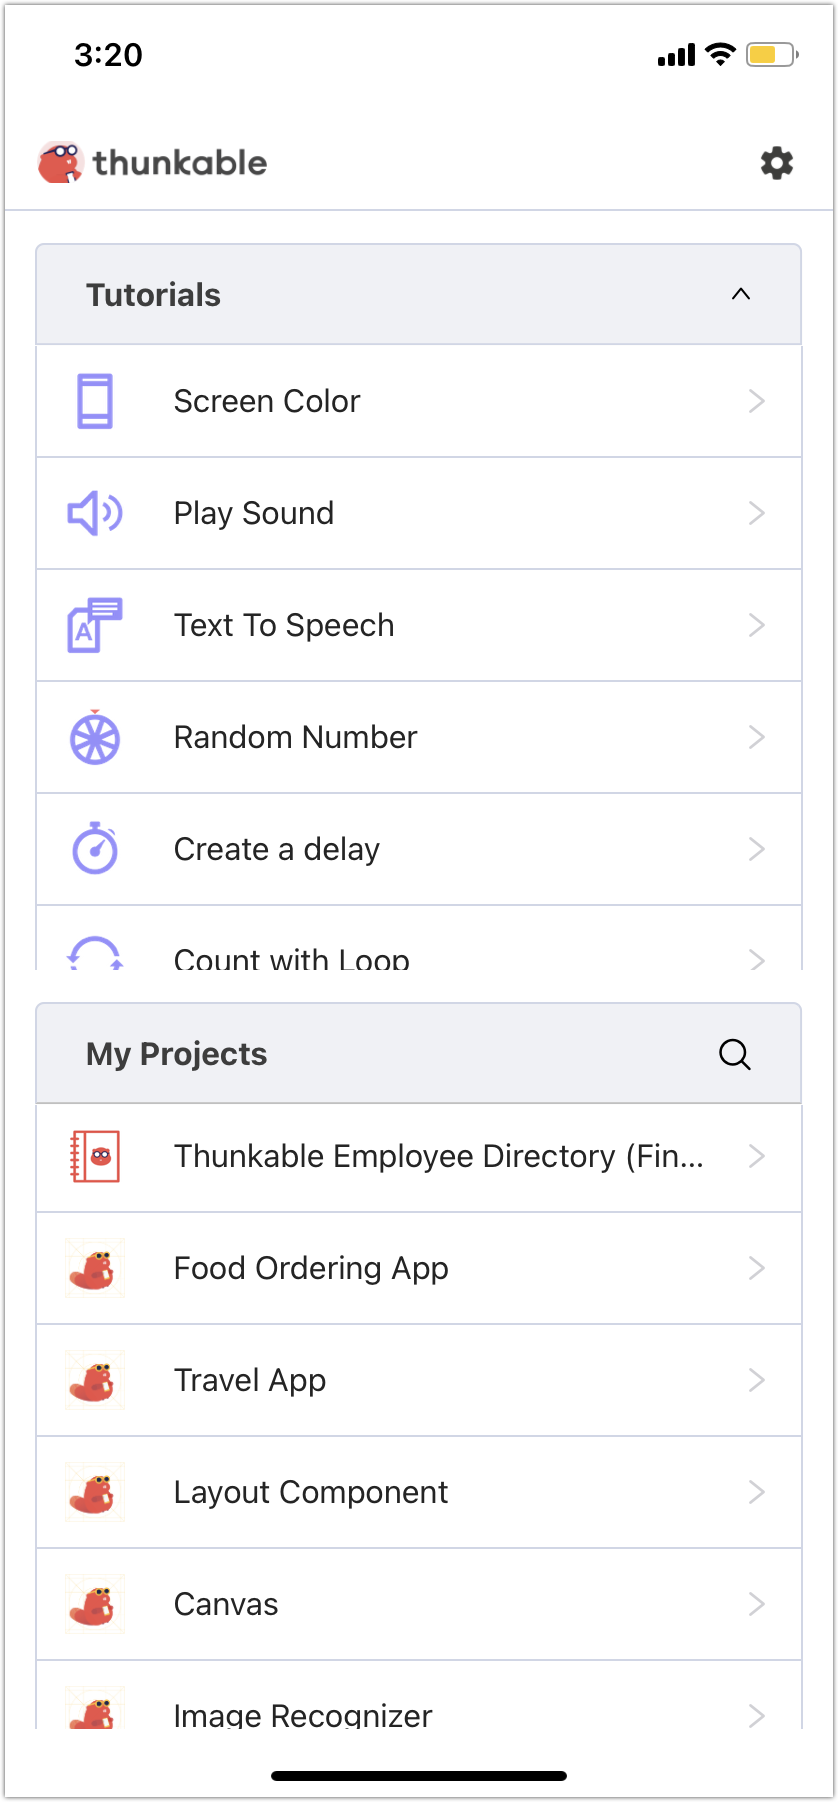 3:20
thunkable
Tutorials
Screen Color
Play Sound
Text To Speech
A
Random Number
Create a delay
Count with Loop
My Projects
Thunkable Employee Directory (Fin...
Food Ordering App
Travel App
Layout Component
Canvas
Image Recognizer